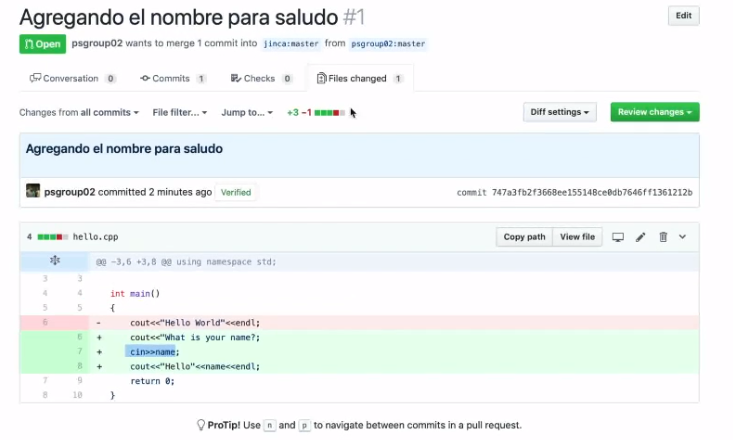 Agregando el nombre para saludo #1
Edit
Open psgroup02 wants to merge 1 commit into jinca:master from psgroup02:master
Conversation 0 Commits 1 Checks 0 Files changed 1
Changes from all commits File filter... Jump to... +3 −1
Diff settings Review changes
Agregando el nombre para saludo
psgroup02 committed 2 minutes ago Verified
commit 747a3fb2f3668ee155148ce0db7646ff1361212b
4 hello.cpp
Copy path View file
@@ -3,6 +3,8 @@ using namespace std;
3 3
4 4 int main()
5 5 {
6 - cout<<"Hello World"<<endl;
6 + cout<<"What is your name?;
7 + cin>>name;
8 + cout<<"Hello"<<name<<endl;
7 9 return 0;
8 10 }
ProTip! Use n and p to navigate between commits in a pull request.